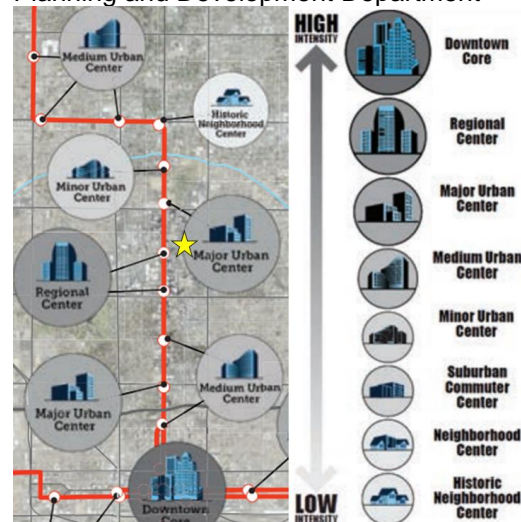 Planning and Development Department
Medium Urban
Center
Historic
Neighborhood
Center
Minor Urban
Center
Major Urban
Center
Regional
Center
Medium Urban
Center
Major Urban
Center
Downtown
Core
HIGH
INTENSITY
LOW
INTENSITY
Downtown
Core
Regional
Center
Major Urban
Center
Medium Urban
Center
Minor Urban
Center
Suburban
Commuter
Center
Neighborhood
Center
Historic
Neighborhood
Center